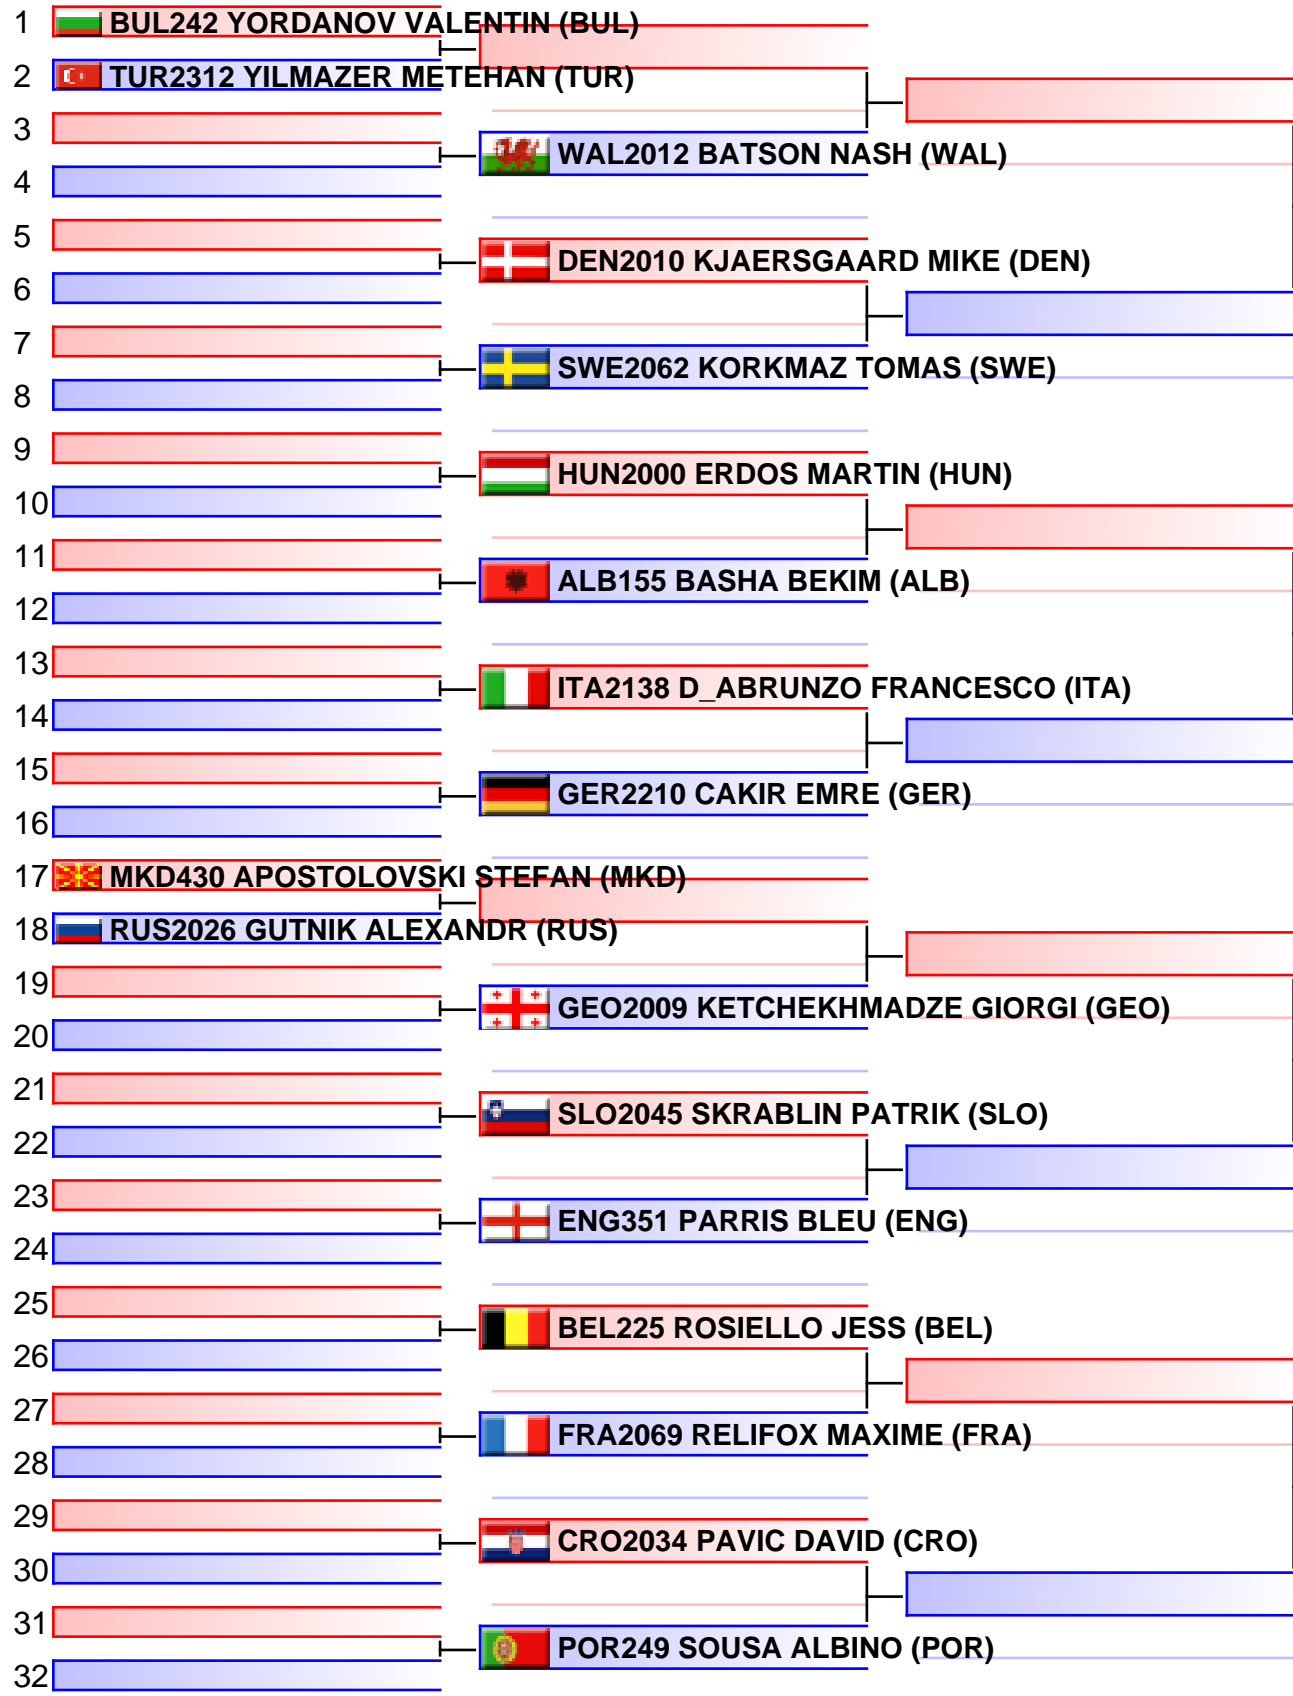 1 BUL242 YORDANOV VALENTIN (BUL)
2 TUR2312 YILMAZER METEHAN (TUR)
3
WAL2012 BATSON NASH (WAL)
4
5
DEN2010 KJAERSGAARD MIKE (DEN)
6
7
SWE2062 KORKMAZ TOMAS (SWE)
8
9
HUN2000 ERDOS MARTIN (HUN)
10
11
ALB155 BASHA BEKIM (ALB)
12
13
ITA2138 D_ABRUNZO FRANCESCO (ITA)
14
15
GER2210 CAKIR EMRE (GER)
16
17 MKD430 APOSTOLOVSKI STEFAN (MKD)
18 RUS2026 GUTNIK ALEXANDR (RUS)
19
GEO2009 KETCHEKHMADZE GIORGI (GEO)
20
21
SLO2045 SKRABLIN PATRIK (SLO)
22
23
ENG351 PARRIS BLEU (ENG)
24
25
BEL225 ROSIELLO JESS (BEL)
26
27
FRA2069 RELIFOX MAXIME (FRA)
28
29
CRO2034 PAVIC DAVID (CRO)
30
31
POR249 SOUSA ALBINO (POR)
32